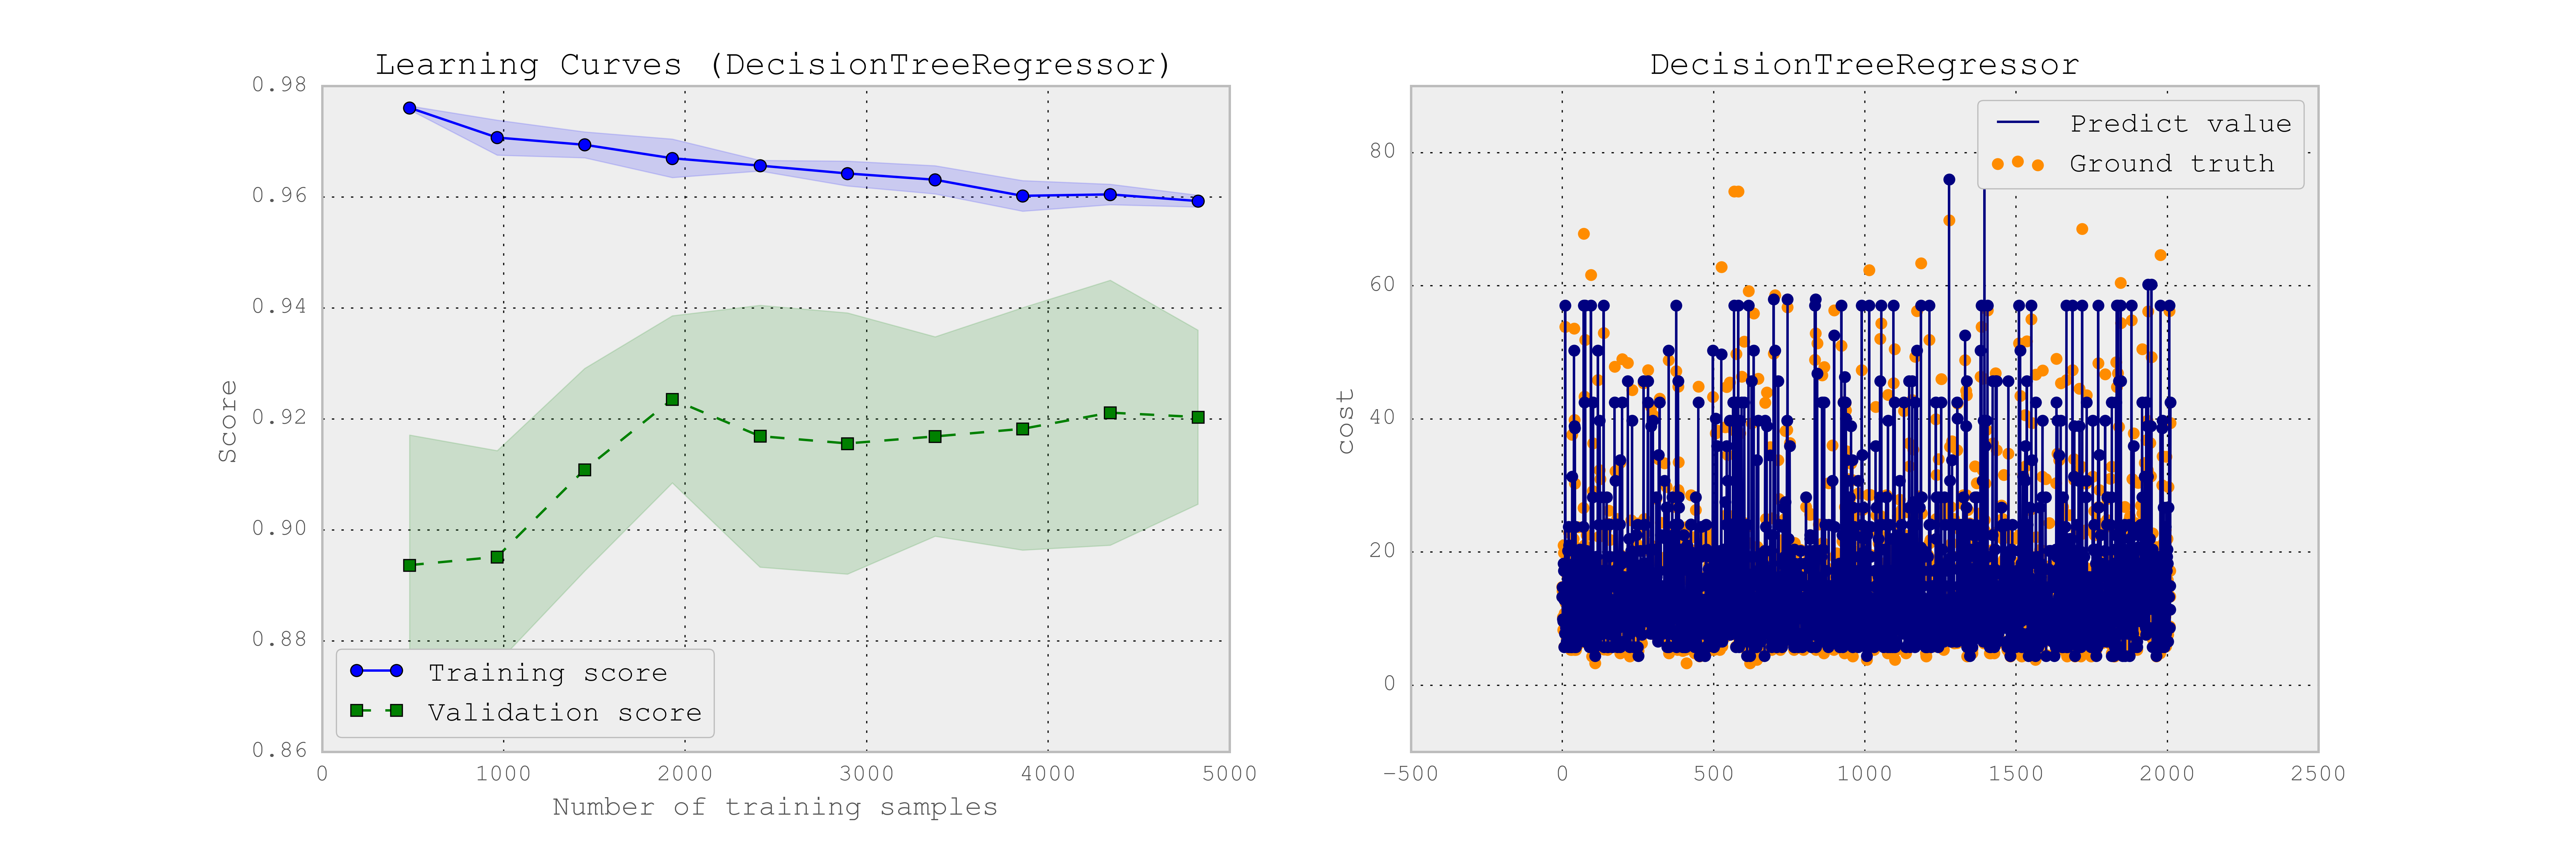 Learning Curves (DecisionTreeRegressor)
0.98
0.96
0.94
0.92
0.90
0.88
0.86
Score
Training score
Validation score
0 1000 2000 3000 4000 5000
Number of training samples
DecisionTreeRegressor
Predict value
Ground truth
80
60
40
20
0
cost
−500 0 500 1000 1500 2000 2500